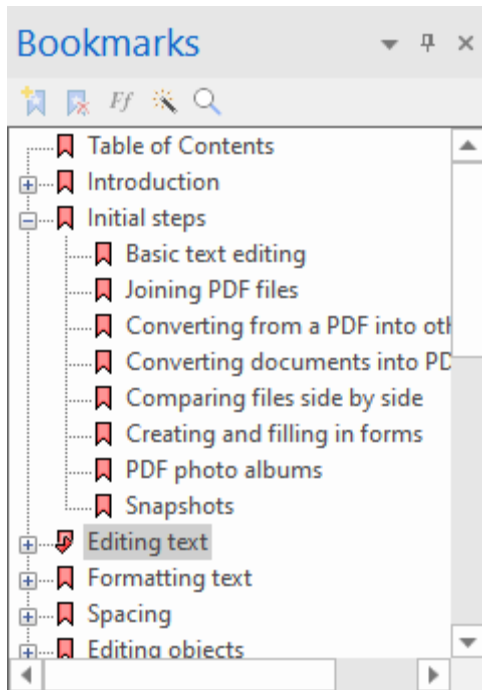 Bookmarks
Ff
Table of Contents
Introduction
Initial steps
Basic text editing
Joining PDF files
Converting from a PDF into oth
Converting documents into PD
Comparing files side by side
Creating and filling in forms
PDF photo albums
Snapshots
Editing text
Formatting text
Spacing
Editing objects